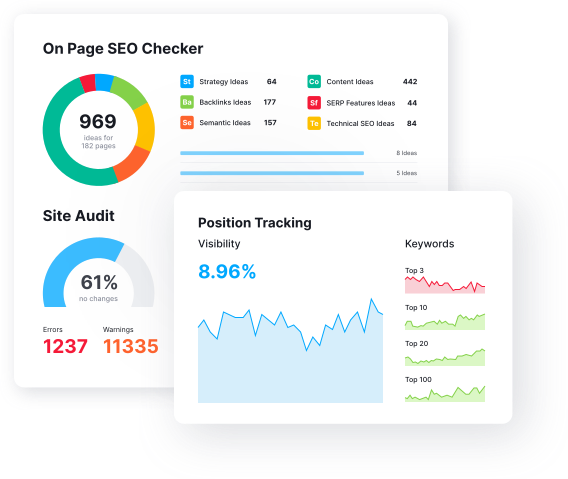 On Page SEO Checker
969
ideas for
182 pages
St Strategy Ideas 64
Ba Backlinks Ideas 177
Se Semantic Ideas 157
Co Content Ideas 442
Sf SERP Features Ideas 44
Te Technical SEO Ideas 84
8 Ideas
5 Ideas
Site Audit
61%
no changes
Errors
1237
Warnings
11335
Position Tracking
Visibility
8.96%
Keywords
Top 3
Top 10
Top 20
Top 100